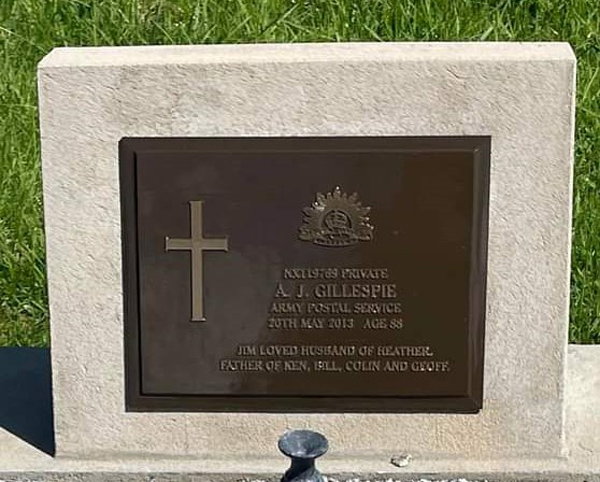 NX119789 PRIVATE
A. J. GILLESPIE
ARMY POSTAL SERVICE
20TH MAY 2013 AGE 88
JIM LOVED HUSBAND OF HEATHER.
FATHER OF KEN, BILL, COLIN AND GEOFF.